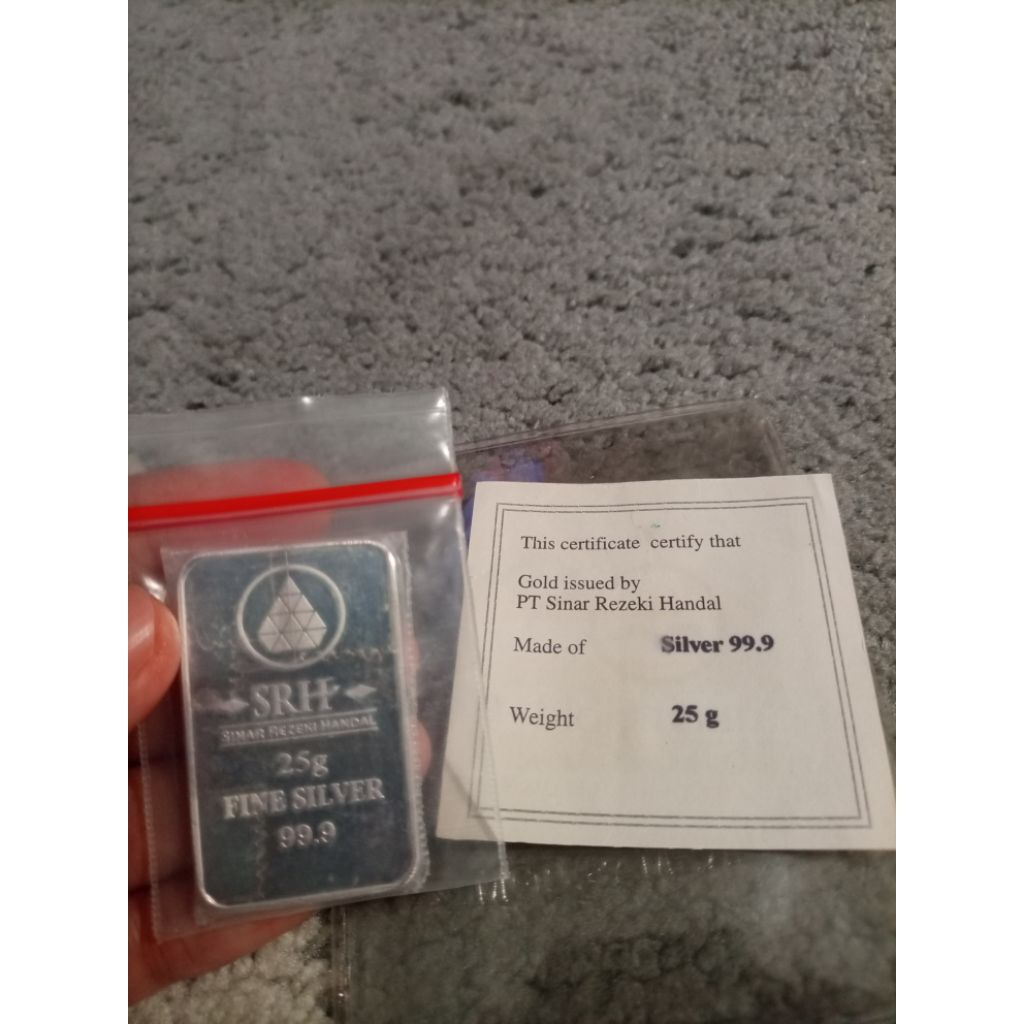 SRH
SINAR REZEKI HANDAL
25g
FINE SILVER
99.9
This certificate certify that
Gold issued by
PT Sinar Rezeki Handal
Made of Silver 99.9
Weight 25 g